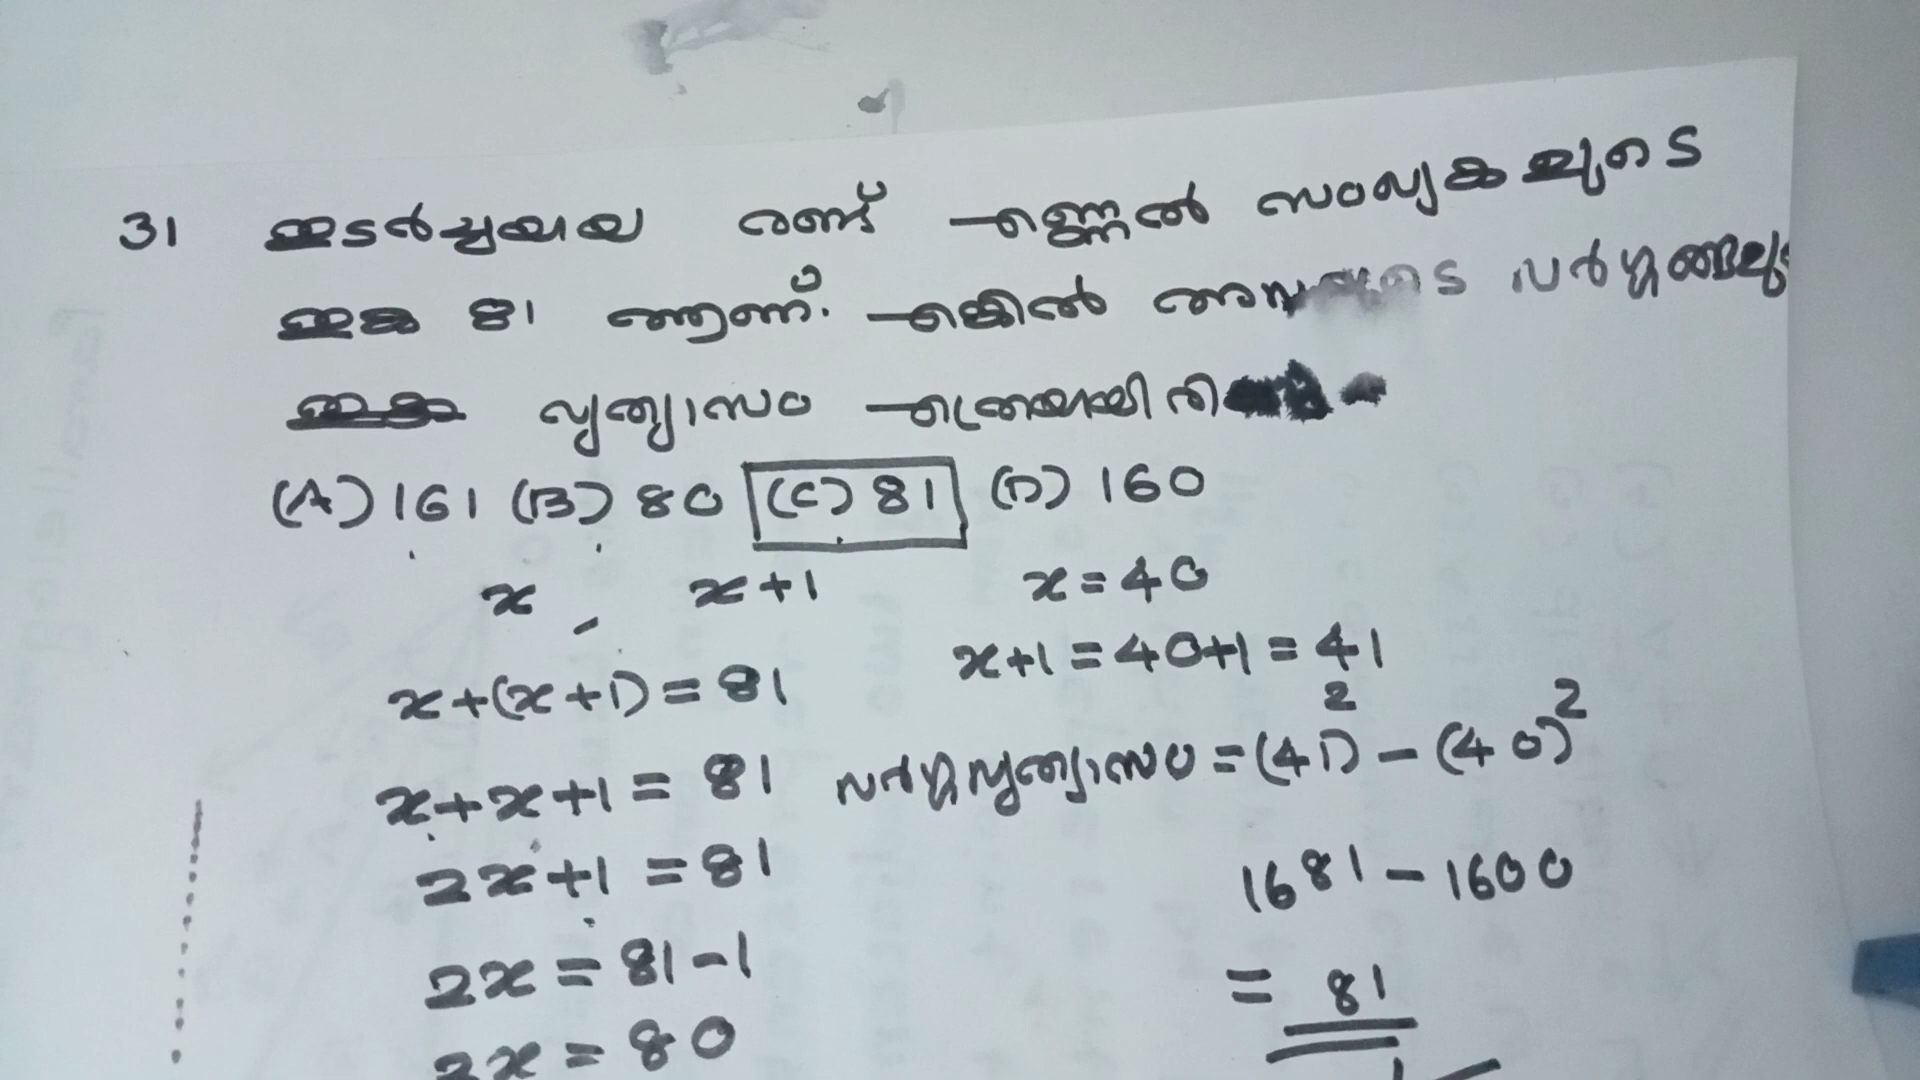 31 തുടർച്ചയായ രണ്ട് എണ്ണൽ സംഖ്യകളുടെ
തുക 81 ആണ്. എങ്കിൽ വർഗ്ഗങ്ങളു
വ്യത്യാസം
(A) 161 (B) 80 (C) 81 (D) 160
x, x+1 x=40
x+1=40+1=41
x+(x+1)=81
വർഗ്ഗവ്യത്യാസം=(41)²-(40)²
x+x+1=81
2x+1=81
1681-1600
2x=81-1
=81
2x=80